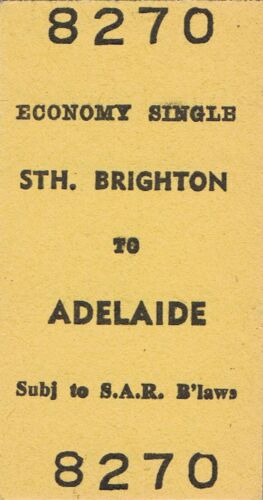 8270
ECONOMY SINGLE
STH. BRIGHTON
TO
ADELAIDE
Subj to S.A.R. B'laws
8270